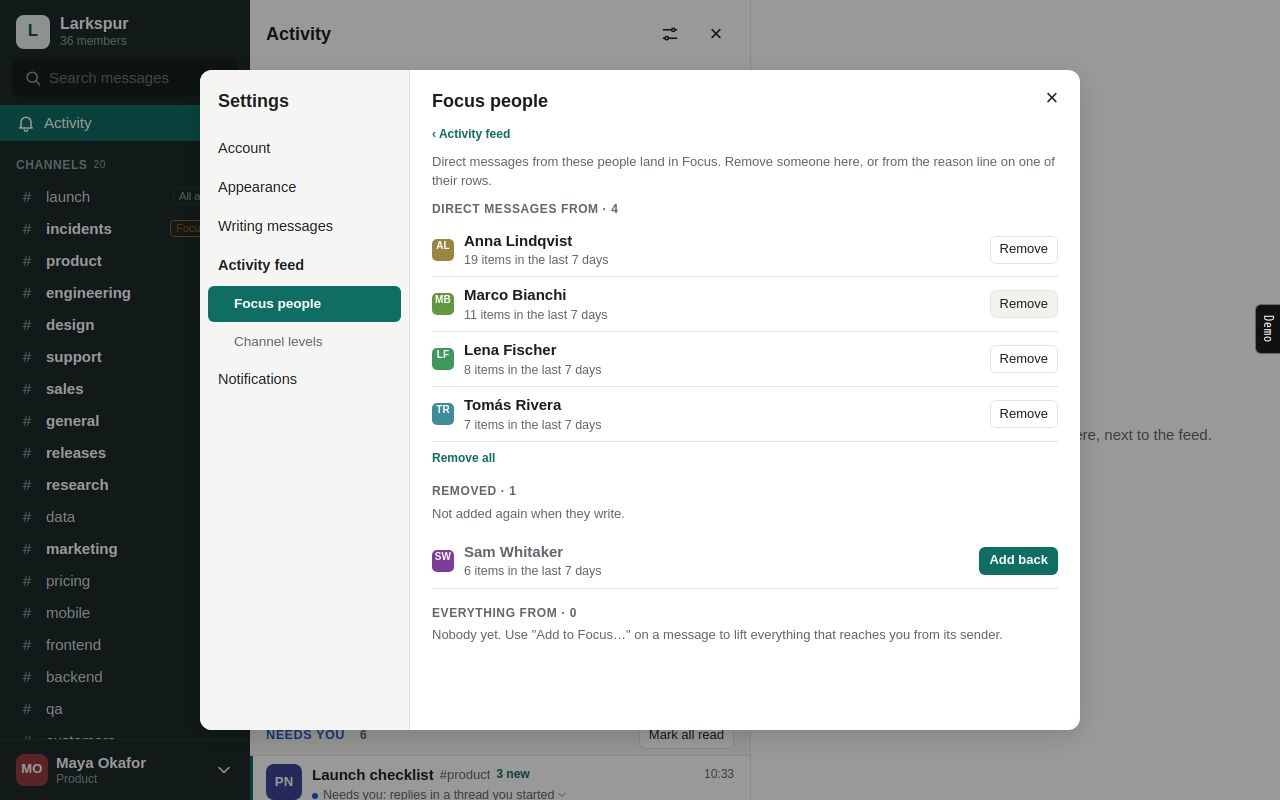 L
Larkspur
36 members
Search messages
Activity
CHANNELS 20
# launch
# incidents
# product
# engineering
# design
# support
# sales
# general
# releases
# research
# data
# marketing
# pricing
# mobile
# frontend
# backend
# qa
MO
Maya Okafor
Product
Activity
Settings
Account
Appearance
Writing messages
Activity feed
Focus people
Channel levels
Notifications
Focus people
‹ Activity feed
Direct messages from these people land in Focus. Remove someone here, or from the reason line on one of
their rows.
DIRECT MESSAGES FROM · 4
AL
Anna Lindqvist
19 items in the last 7 days
Remove
MB
Marco Bianchi
11 items in the last 7 days
Remove
LF
Lena Fischer
8 items in the last 7 days
Remove
TR
Tomás Rivera
7 items in the last 7 days
Remove
Remove all
REMOVED · 1
Not added again when they write.
SW
Sam Whitaker
6 items in the last 7 days
Add back
EVERYTHING FROM · 0
Nobody yet. Use "Add to Focus…" on a message to lift everything that reaches you from its sender.
NEEDS YOU 6
Mark all read
PN
Launch checklist #product 3 new
10:33
Needs you: replies in a thread you started
next to the feed.
Demo